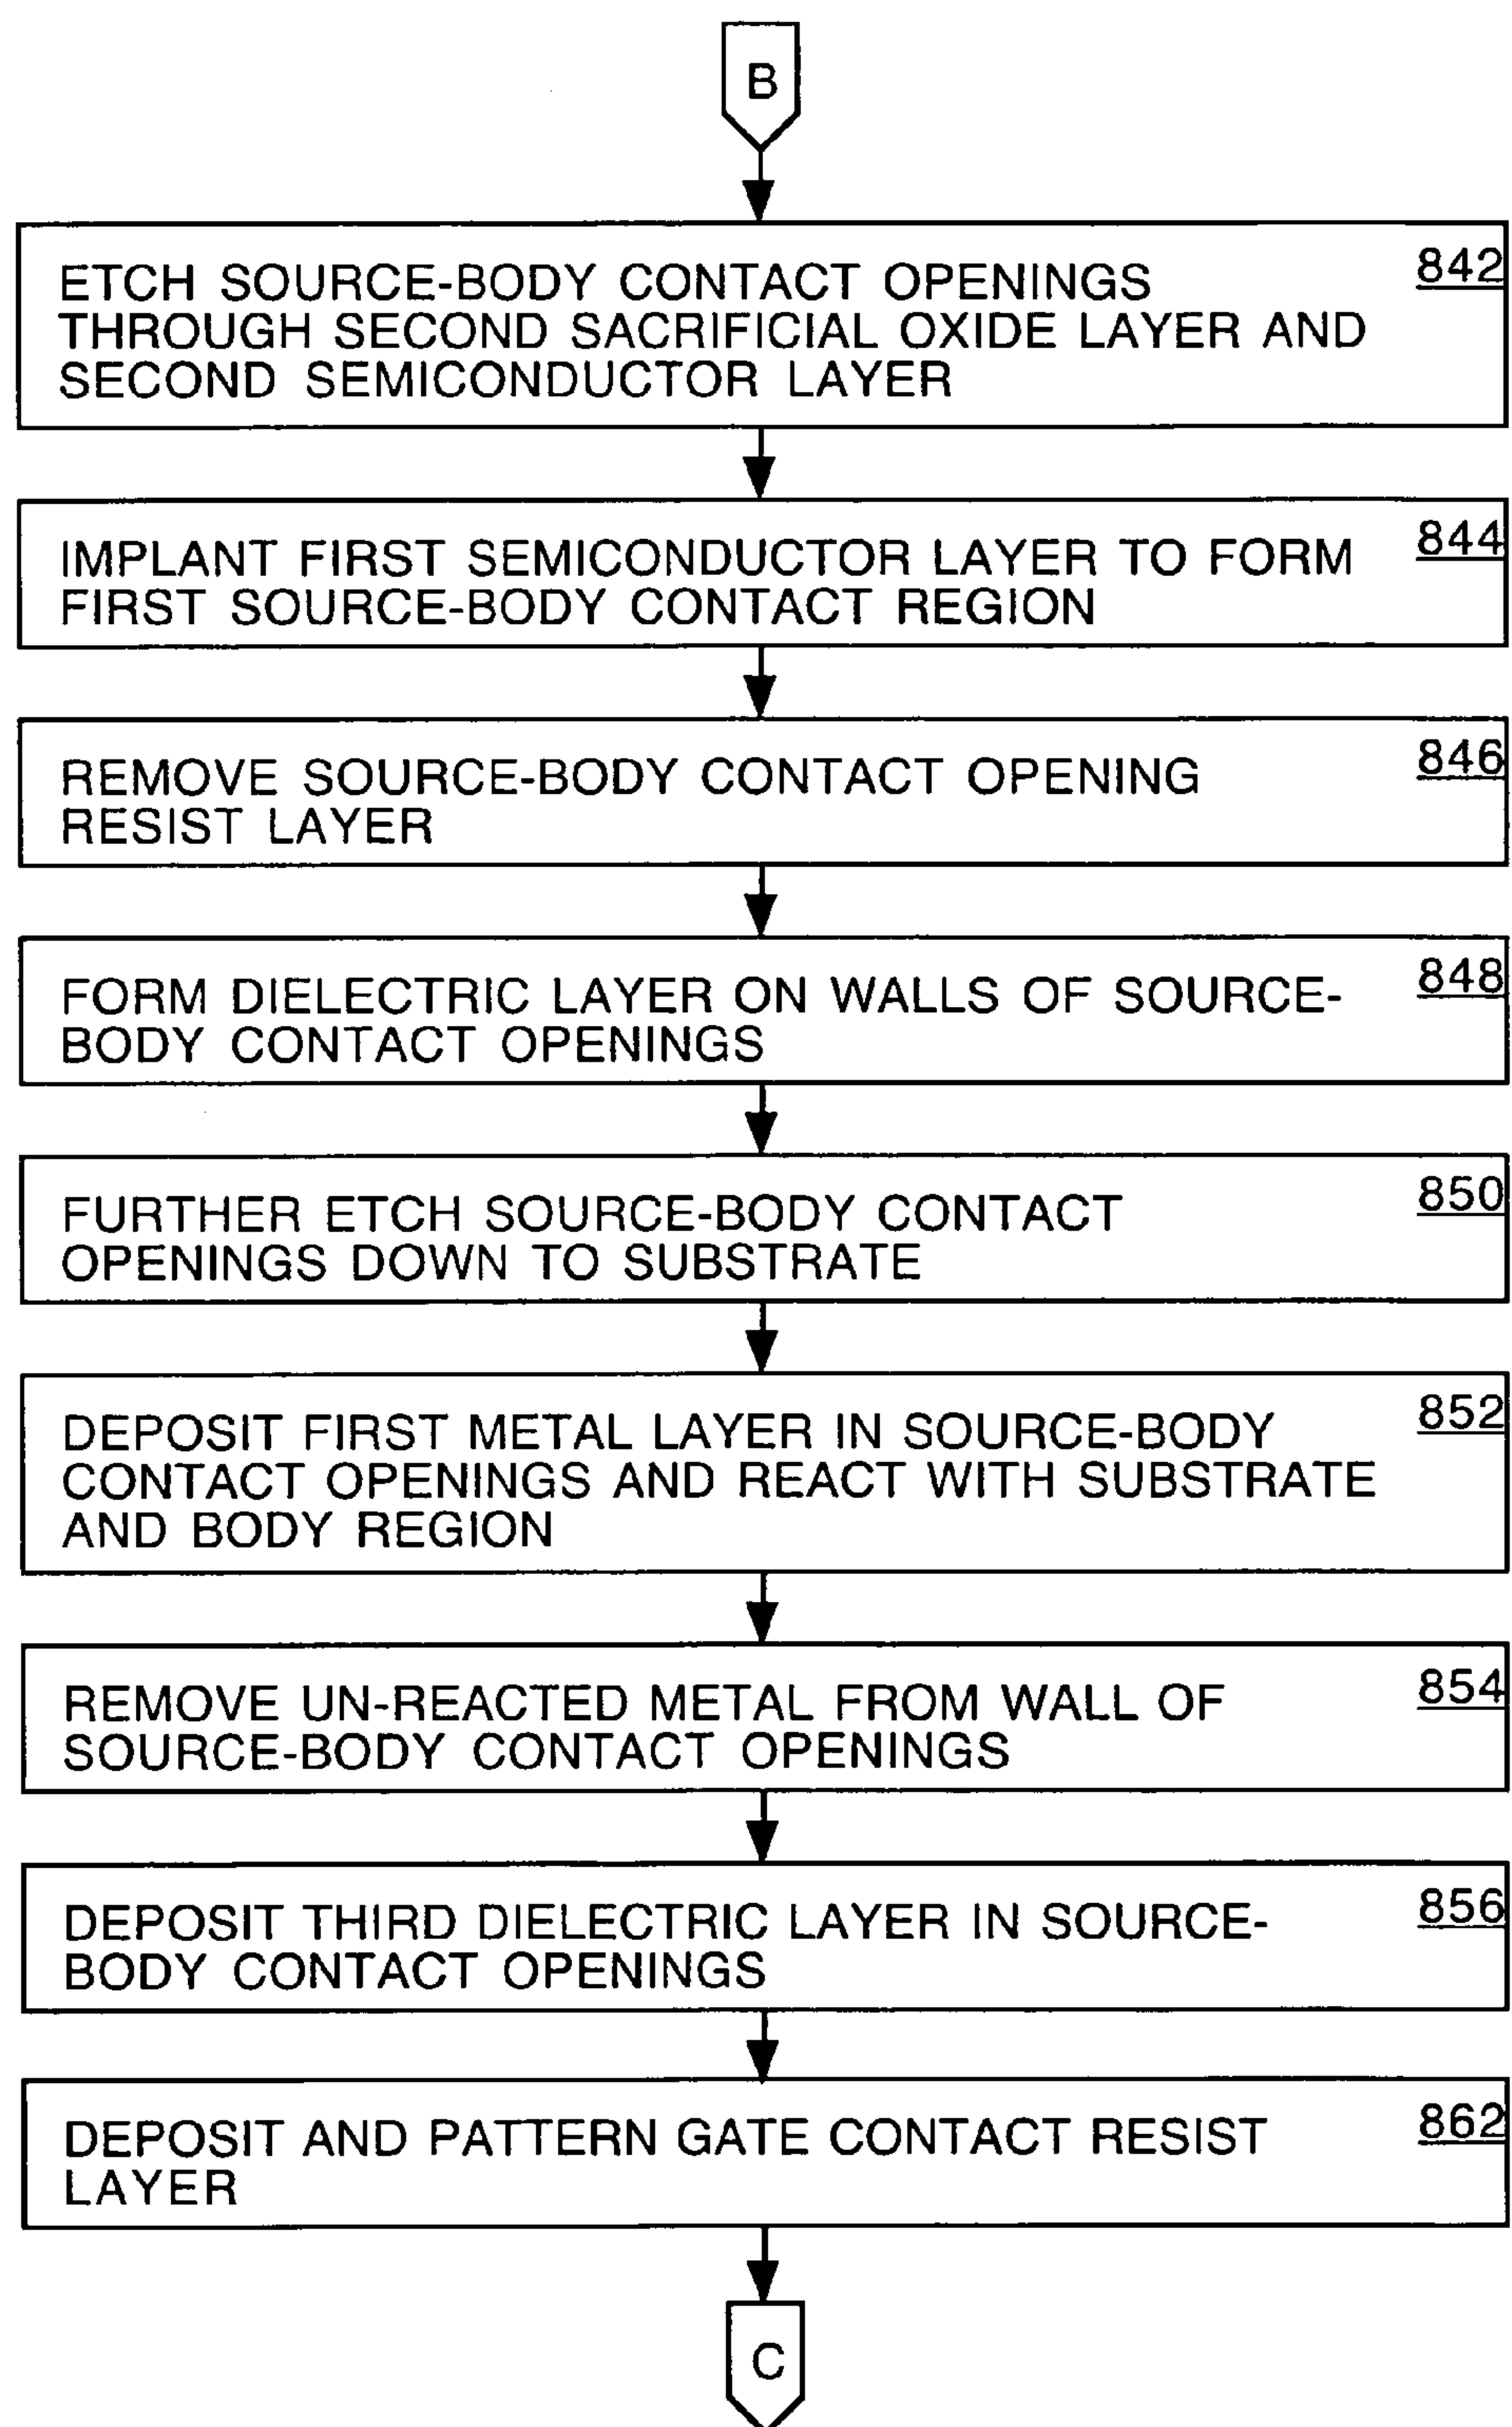 B
ETCH SOURCE-BODY CONTACT OPENINGS
THROUGH SECOND SACRIFICIAL OXIDE LAYER AND
SECOND SEMICONDUCTOR LAYER
842
IMPLANT FIRST SEMICONDUCTOR LAYER TO FORM
FIRST SOURCE-BODY CONTACT REGION
844
REMOVE SOURCE-BODY CONTACT OPENING
RESIST LAYER
846
FORM DIELECTRIC LAYER ON WALLS OF SOURCE-
BODY CONTACT OPENINGS
848
FURTHER ETCH SOURCE-BODY CONTACT
OPENINGS DOWN TO SUBSTRATE
850
DEPOSIT FIRST METAL LAYER IN SOURCE-BODY
CONTACT OPENINGS AND REACT WITH SUBSTRATE
AND BODY REGION
852
REMOVE UN-REACTED METAL FROM WALL OF
SOURCE-BODY CONTACT OPENINGS
854
DEPOSIT THIRD DIELECTRIC LAYER IN SOURCE-
BODY CONTACT OPENINGS
856
DEPOSIT AND PATTERN GATE CONTACT RESIST
LAYER
862
C